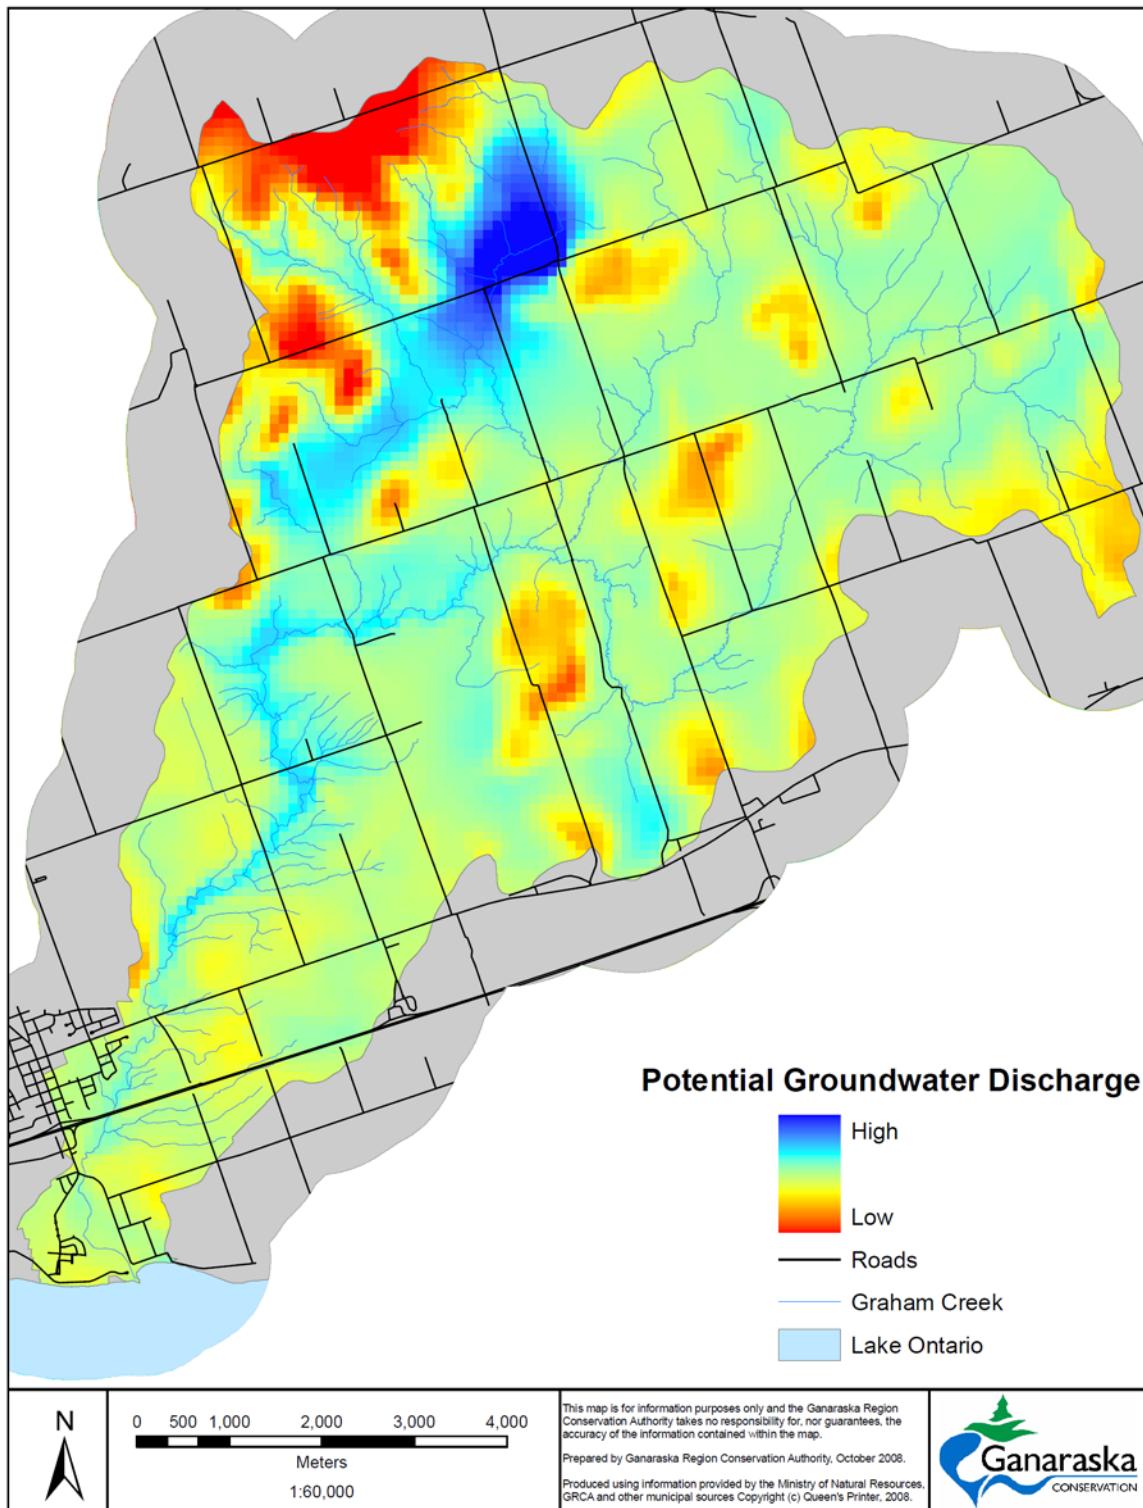 Potential Groundwater Discharge
High
Low
Roads
Graham Creek
Lake Ontario
N
0 500 1,000 2,000 3,000 4,000
Meters
1:60,000
This map is for information purposes only and the Ganaraska Region
Conservation Authority takes no responsibility for, nor guarantees, the
accuracy of the information contained within the map.
Prepared by Ganaraska Region Conservation Authority, October 2008.
Produced using information provided by the Ministry of Natural Resources,
GRCA and other municipal sources Copyright (c) Queen's Printer, 2008.
Ganaraska
CONSERVATION